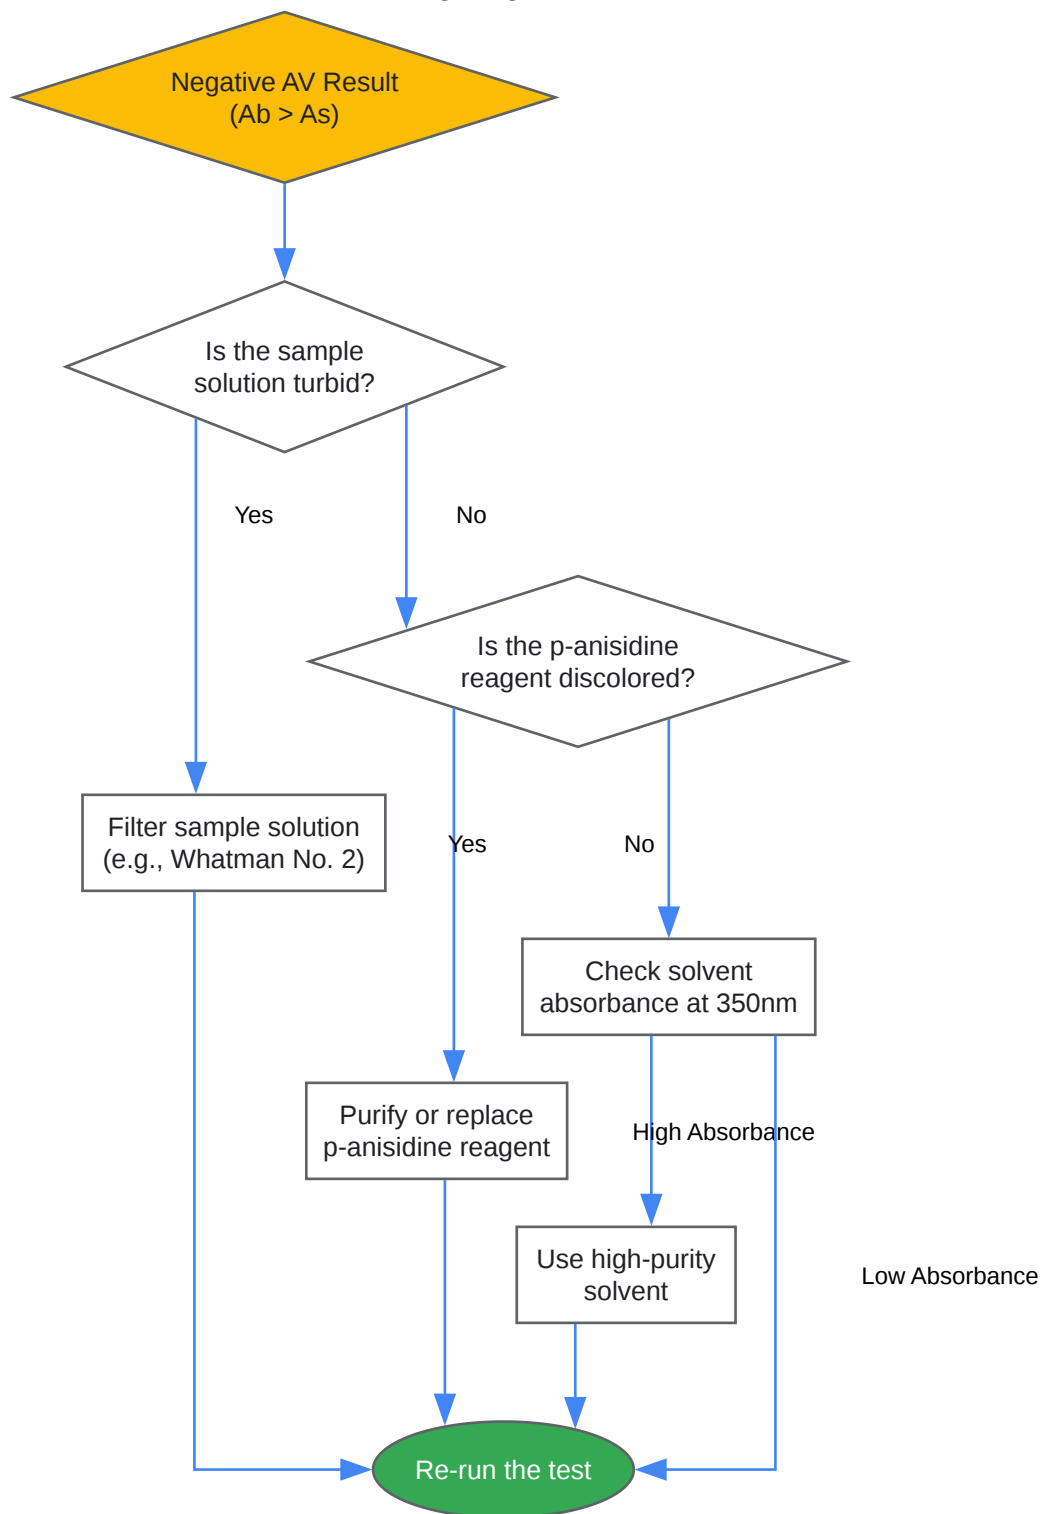 Negative AV Result
(Ab > As)
Is the sample
solution turbid?
Yes
No
Is the p-anisidine
reagent discolored?
Filter sample solution
(e.g., Whatman No. 2)
Yes
No
Check solvent
absorbance at 350nm
Purify or replace
p-anisidine reagent
High Absorbance
Use high-purity
solvent
Low Absorbance
Re-run the test